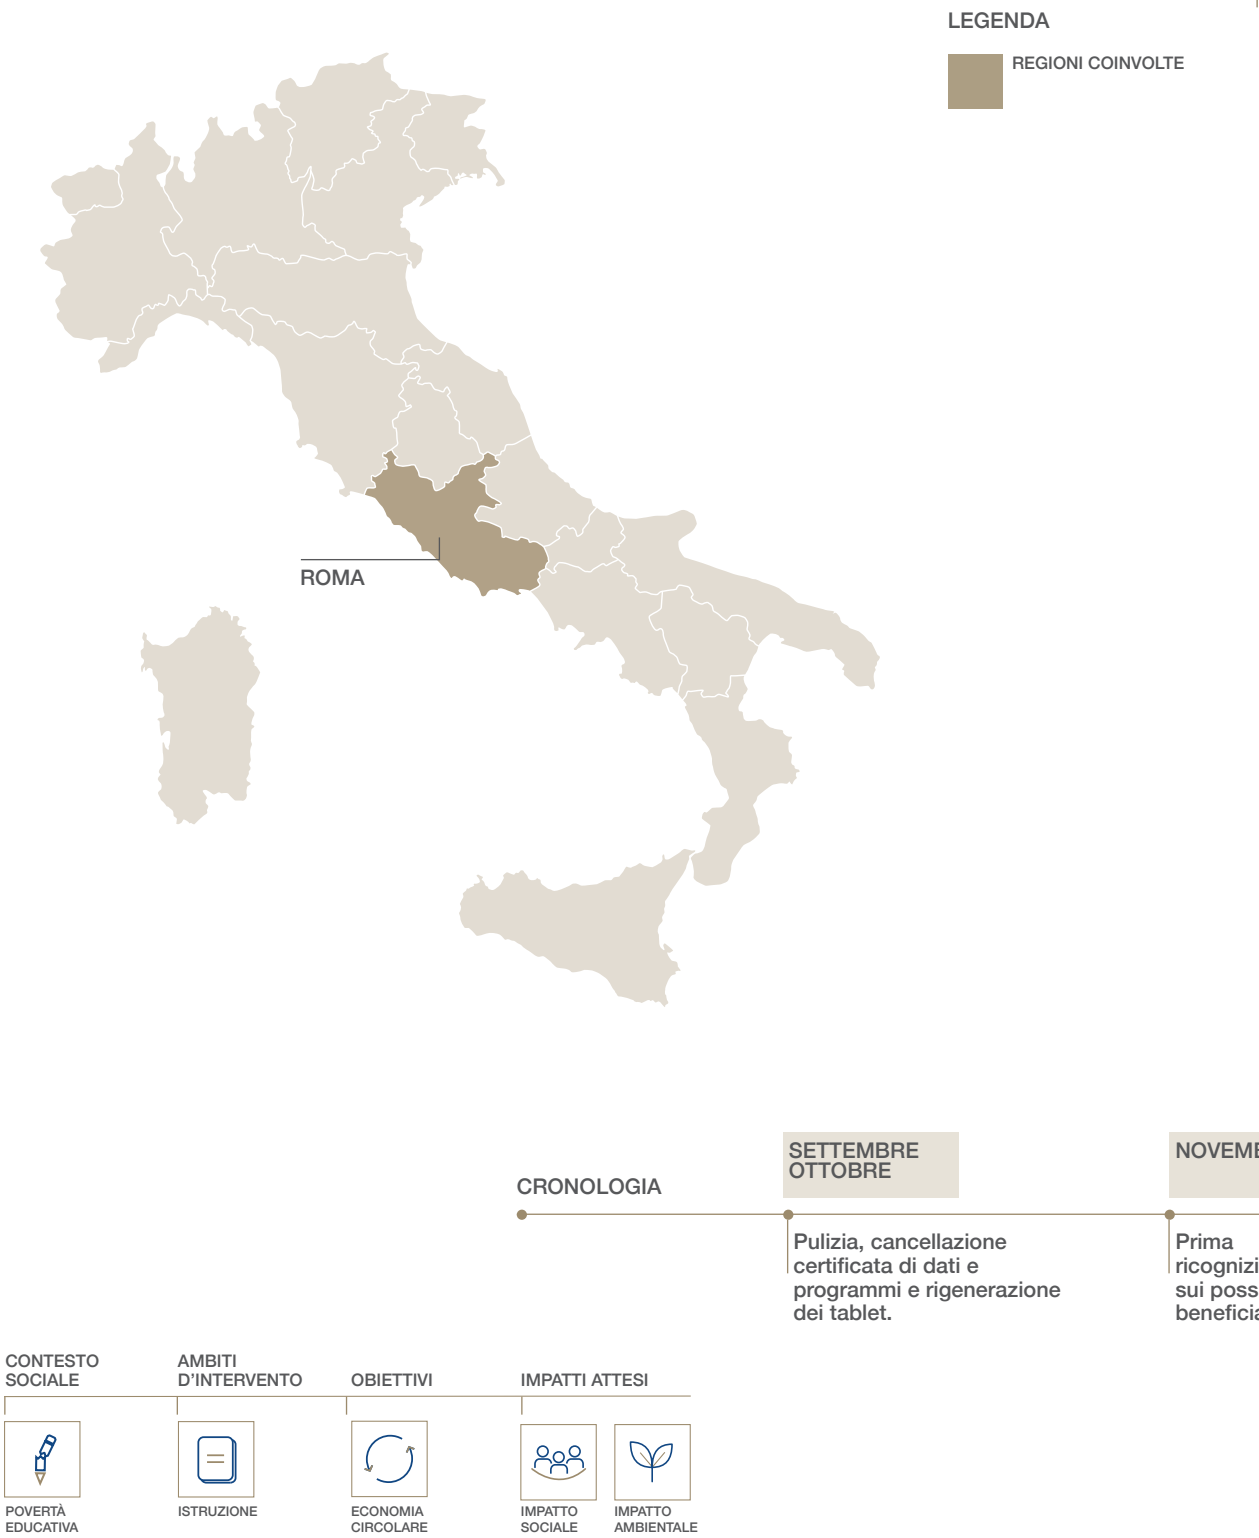 LEGENDA
REGIONI COINVOLTE
ROMA
CRONOLOGIA
SETTEMBRE
OTTOBRE
Pulizia, cancellazione
certificata di dati e
programmi e rigenerazione
dei tablet.
Prima
CONTESTO
SOCIALE
AMBITI
D'INTERVENTO
OBIETTIVI
IMPATTI ATTESI
POVERTÀ
EDUCATIVA
ISTRUZIONE
ECONOMIA
CIRCOLARE
IMPATTO
SOCIALE
IMPATTO
AMBIENTALE